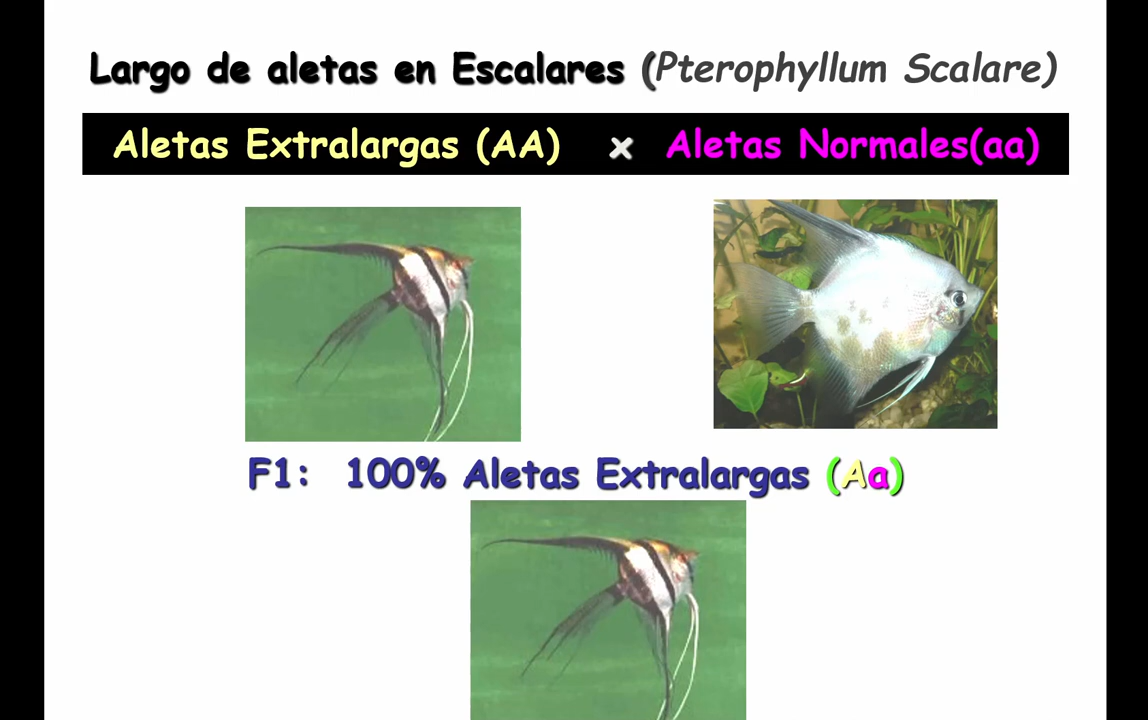 Largo de aletas en Escalares (Pterophyllum Scalare)
Aletas Extralargas (AA) x Aletas Normales(aa)
F1: 100% Aletas Extralargas (Aa)